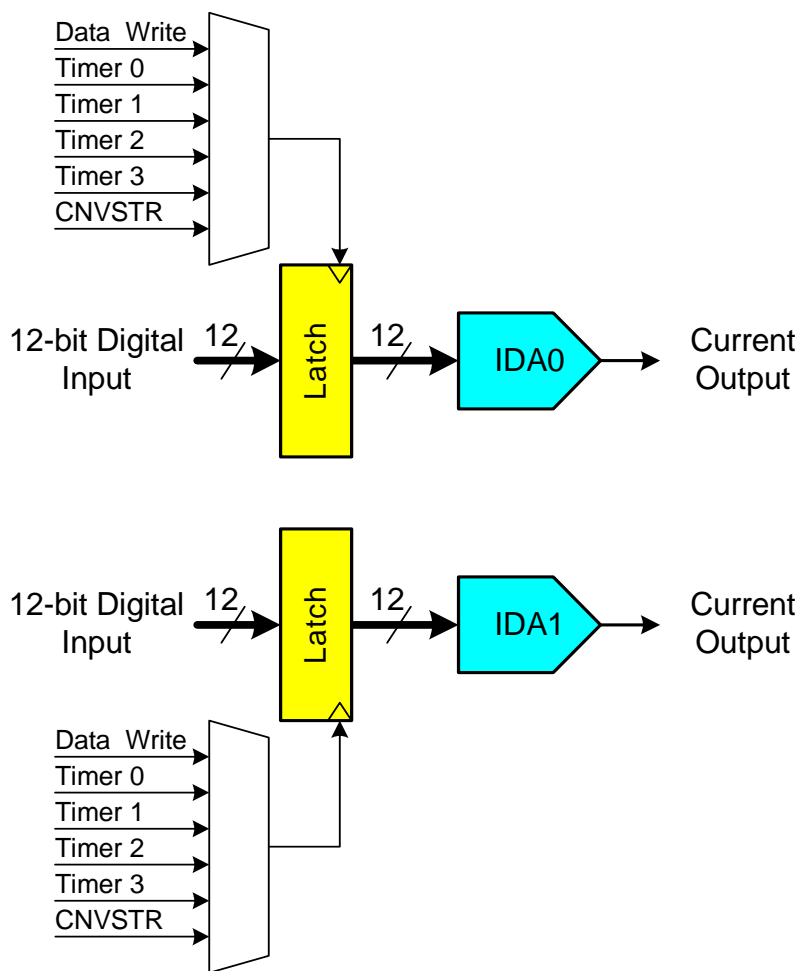 Data Write
Timer 0
Timer 1
Timer 2
Timer 3
CNVSTR
12-bit Digital
Input
12
Latch
12
IDA0
Current
Output
12-bit Digital
Input
12
Latch
12
IDA1
Current
Output
Data Write
Timer 0
Timer 1
Timer 2
Timer 3
CNVSTR